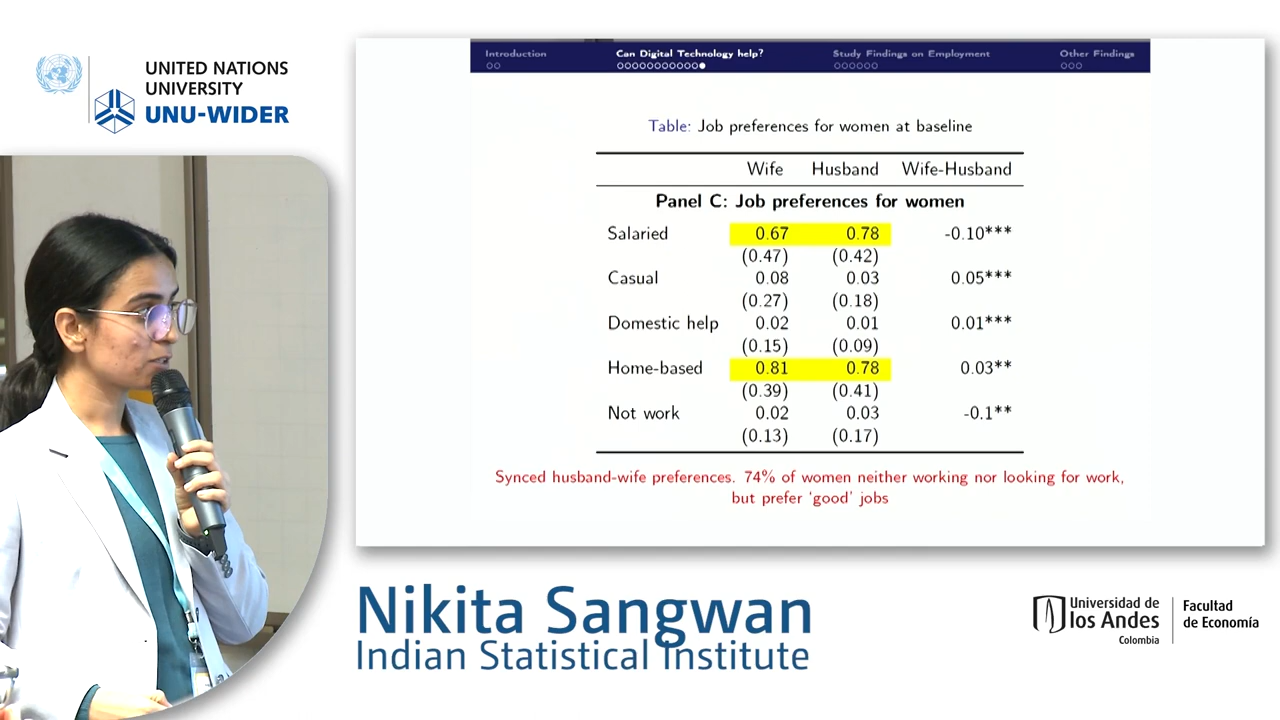 UNITED NATIONS
UNIVERSITY
UNU-WIDER
Introduction Can Digital Technology help? Study Findings on Employment Other Findings
Table: Job preferences for women at baseline
Wife Husband Wife-Husband
Panel C: Job preferences for women
Salaried 0.67 0.78 -0.10***
(0.47) (0.42)
Casual 0.08 0.03 0.05***
(0.27) (0.18)
Domestic help 0.02 0.01 0.01***
(0.15) (0.09)
Home-based 0.81 0.78 0.03**
(0.39) (0.41)
Not work 0.02 0.03 -0.1**
(0.13) (0.17)
Synced husband-wife preferences. 74% of women neither working nor looking for work,
but prefer ‘good’ jobs
Nikita Sangwan
Indian Statistical Institute
Universidad de
los Andes
Colombia
Facultad
de Economía